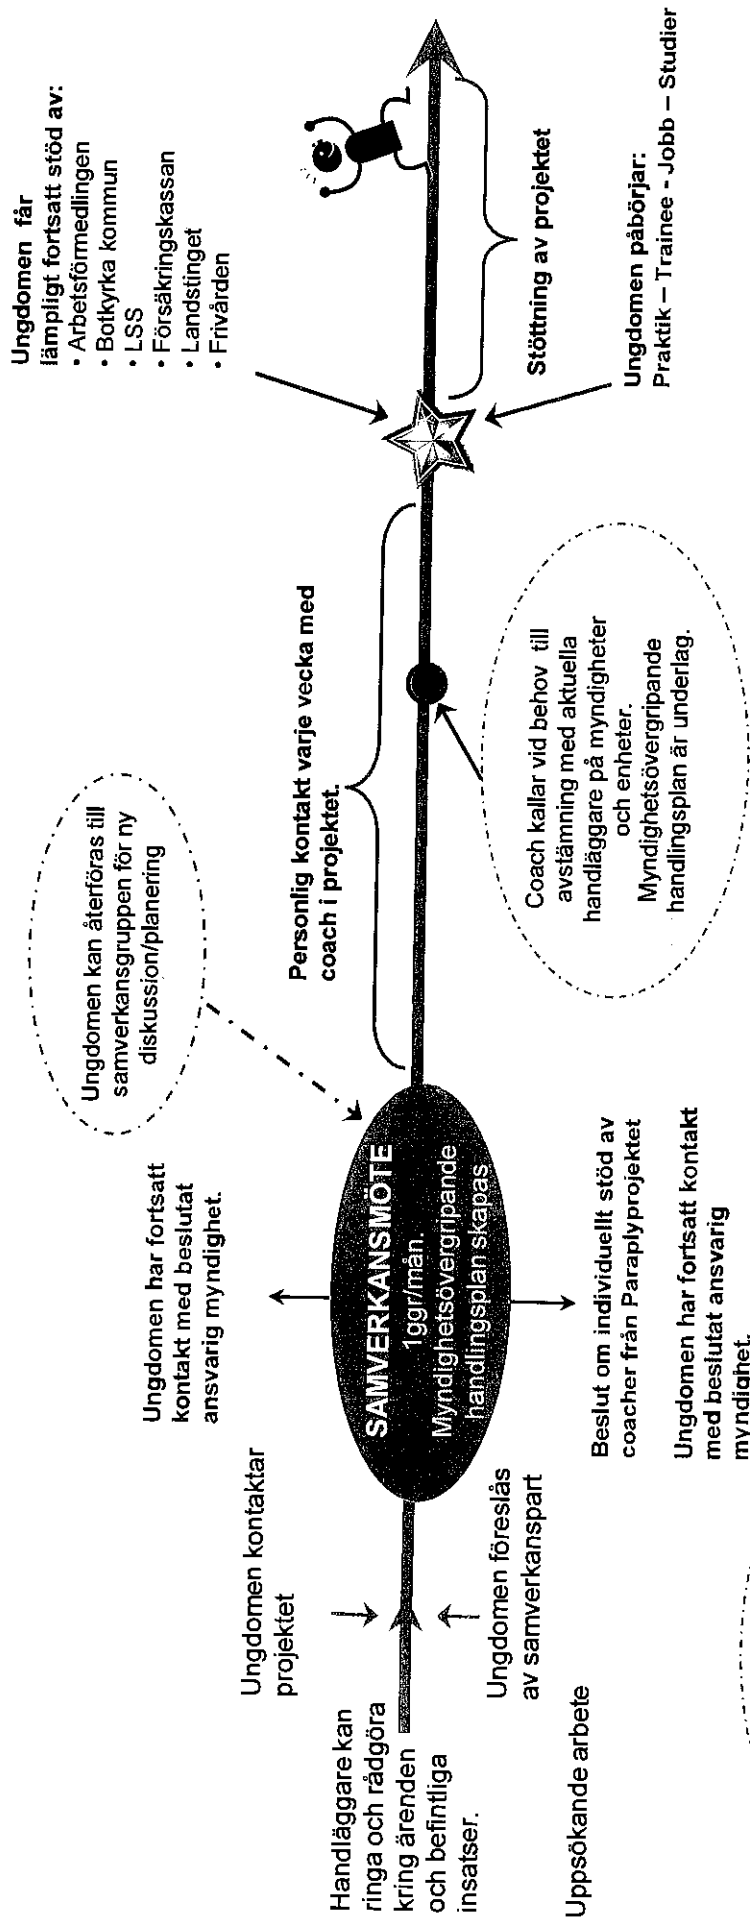 Handläggare kan
ringa och rådgöra
kring ärenden
och befintliga
insatser.
Uppsökande arbete
Ungdomen kontaktar
projektet
Ungdomen föreslås
av samverkanspart
Ungdomen har fortsatt
kontakt med beslutat
ansvarig myndighet.
SAMVERKANSMÖTE
1ggr/mån.
Myndighetsövergripande
handlingsplan skapas
Beslut om individuellt stöd av
coacher från Paraplyprojektet
Ungdomen har fortsatt kontakt
med beslutat ansvarig
myndighet.
Ungdomen kan återföras till
samverkansgruppen för ny
diskussion/planering
Personlig kontakt varje vecka med
coach i projektet.
Coach kallar vid behov till
avstämning med aktuella
handläggare på myndigheter
och enheter.
Myndighetsövergripande
handlingsplan är underlag.
Ungdomen får
lämpligt fortsatt stöd av:
• Arbetsförmedlingen
• Botkyrka kommun
• LSS
• Försäkringskassan
• Landstinget
• Frivården
Stöttning av projektet
Ungdomen påbörjar:
Praktik – Trainee - Jobb – Studier